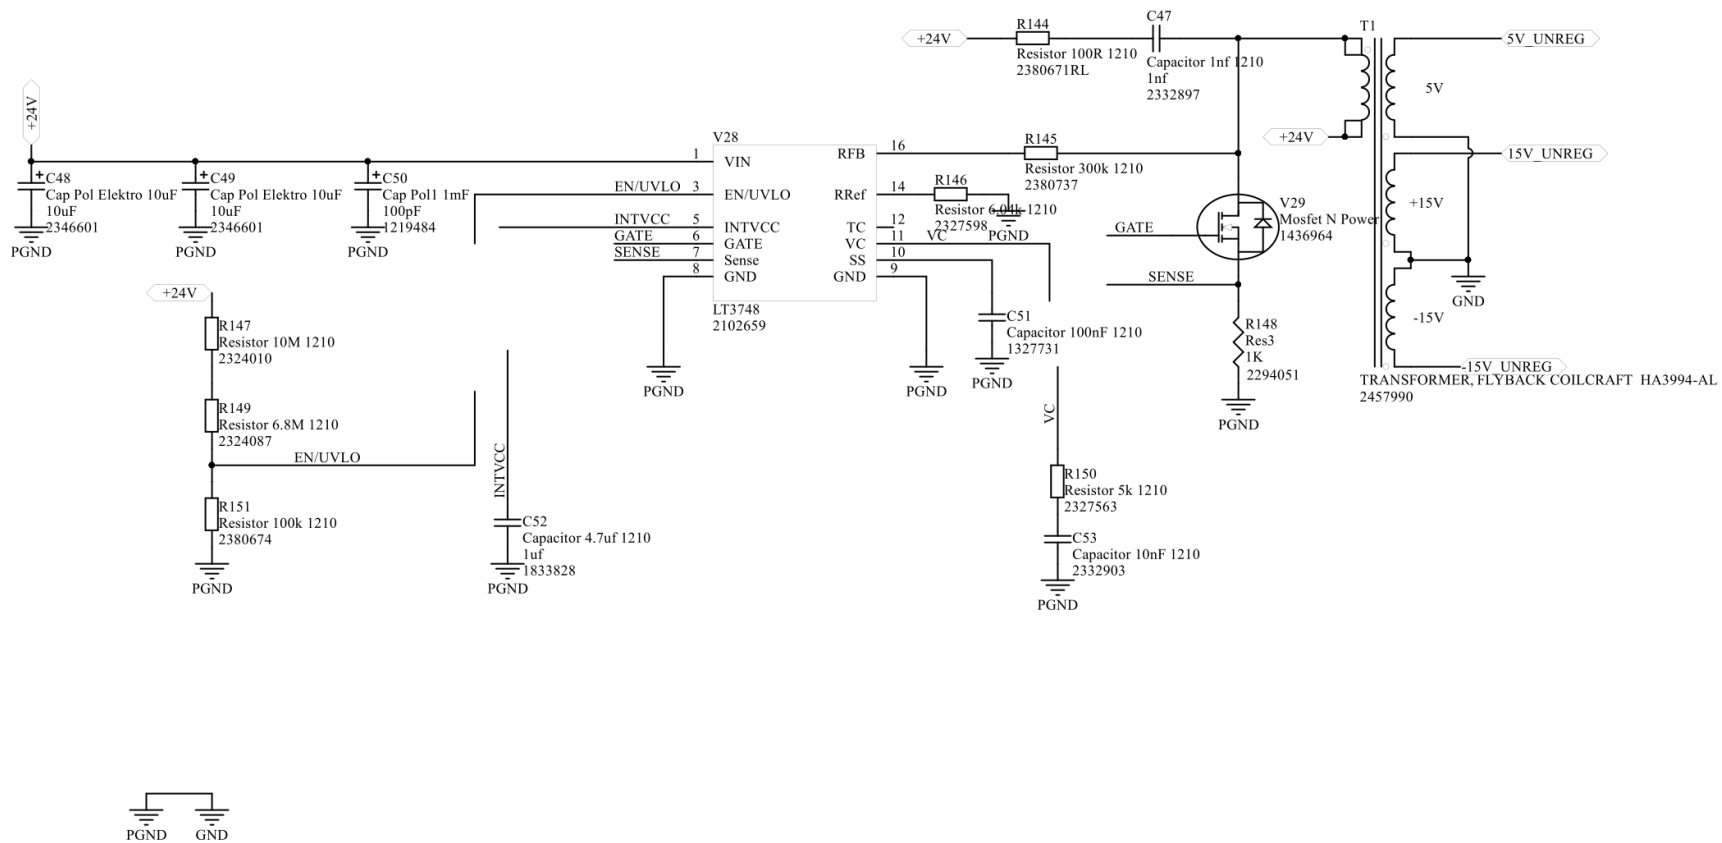 +24V
R144
Resistor 100R 1210
2380671RL
C47
Capacitor 1nf 1210
1nf
2332897
T1
5V_UNREG
5V
+24V
+24V
C48
Cap Pol Elektro 10uF
10uF
2346601
PGND
C49
Cap Pol Elektro 10uF
10uF
2346601
PGND
C50
Cap Pol1 1mF
100pF
1219484
PGND
V28
1
VIN
EN/UVLO
3
EN/UVLO
INTVCC
5
INTVCC
GATE
6
GATE
SENSE
7
Sense
8
GND
RFB
16
RRef
14
TC
12
VC
11
VC
SS
10
GND
9
LT3748
2102659
R145
Resistor 300k 1210
2380737
R146
Resistor 6.04k 1210
2327598
PGND
15V_UNREG
+15V
V29
Mosfet N Power
1436964
GATE
SENSE
GND
-15V
-15V_UNREG
TRANSFORMER, FLYBACK COILCRAFT HA3994-AL
2457990
+24V
R147
Resistor 10M 1210
2324010
R149
Resistor 6.8M 1210
2324087
EN/UVLO
R151
Resistor 100k 1210
2380674
PGND
INTVCC
C52
Capacitor 4.7uf 1210
1uf
1833828
PGND
PGND
PGND
C51
Capacitor 100nF 1210
1327731
PGND
R148
Res3
1K
2294051
PGND
VC
R150
Resistor 5k 1210
2327563
C53
Capacitor 10nF 1210
2332903
PGND
PGND
GND